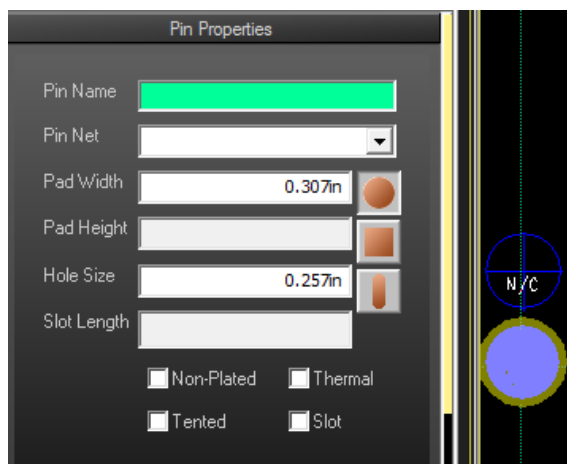 Pin Properties
Pin Name
Pin Net
Pad Width 0.307in
Pad Height
Hole Size 0.257in
N/C
Slot Length
Non-Plated Thermal
Tented Slot